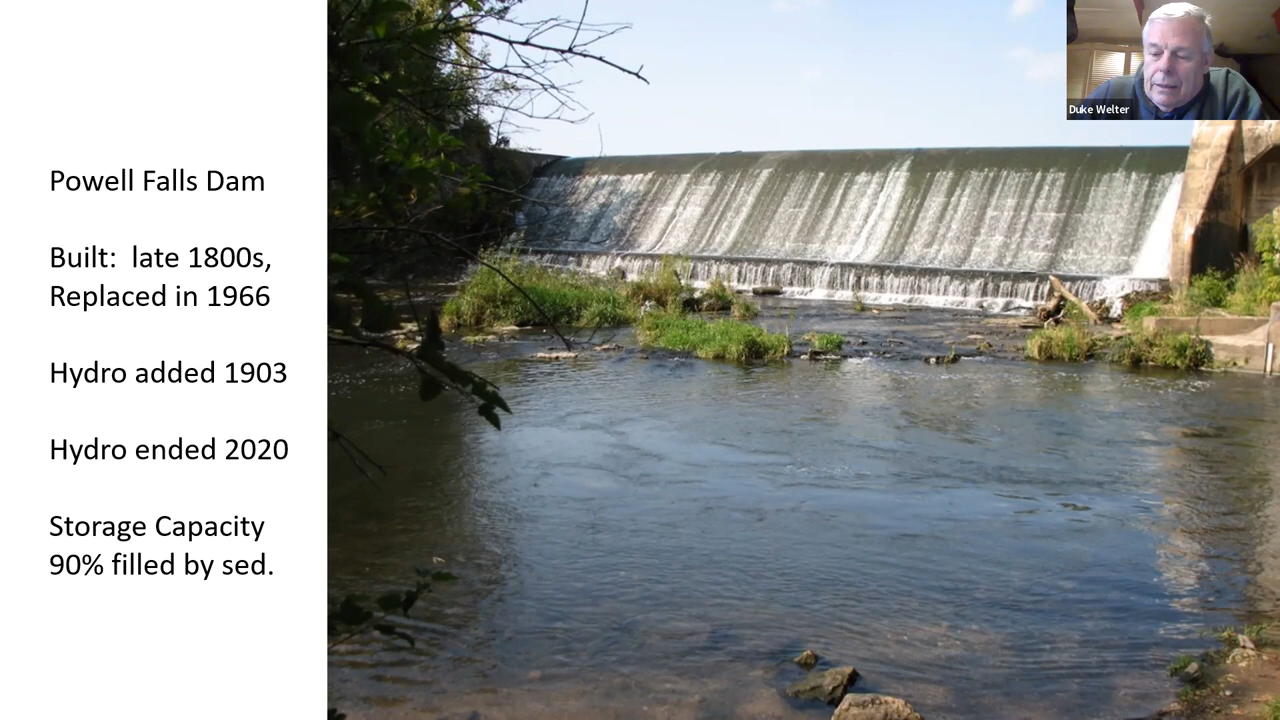 Powell Falls Dam
Built:  late 1800s,
Replaced in 1966
Hydro added 1903
Hydro ended 2020
Storage Capacity
90% filled by sed.
Duke Welter